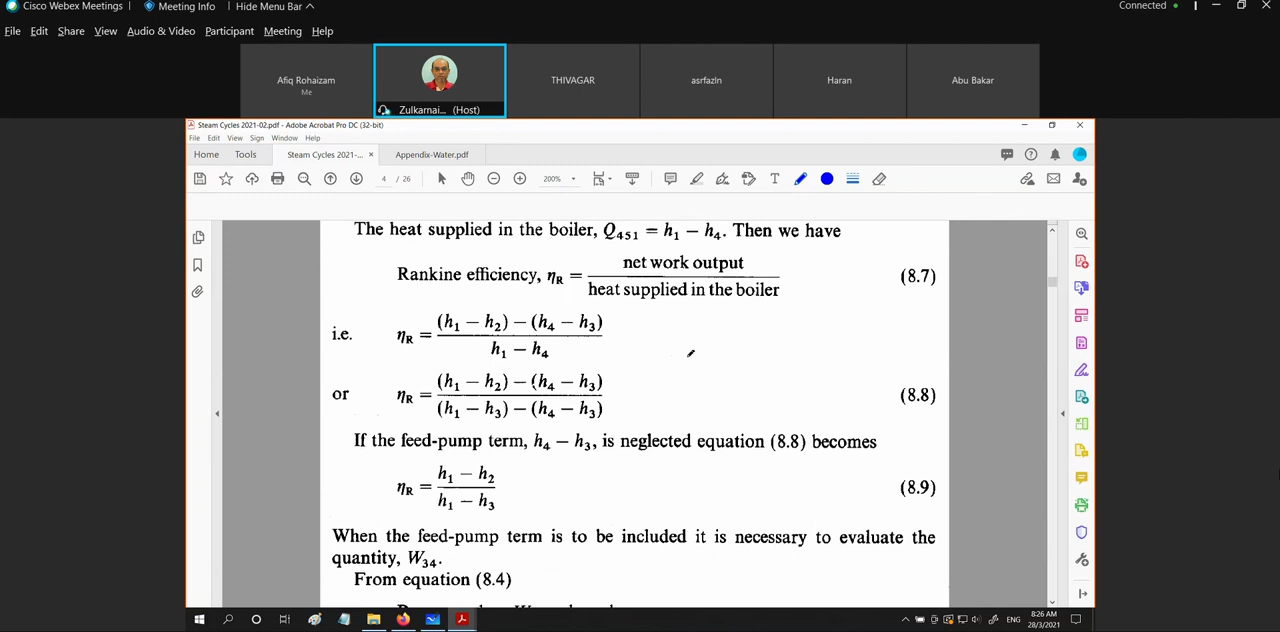 Cisco Webex Meetings
Meeting Info
Hide Menu Bar
Connected
File Edit Share View Audio & Video Participant Meeting Help
Afiq Rohaizam
Me
Zulkarnai... (Host)
THIVAGAR
asrfazln
Haran
Abu Bakar
Steam Cycles 2021-02.pdf - Adobe Acrobat Pro DC (32-bit)
File Edit View Sign Window Help
Home Tools Steam Cycles 2021-... × Appendix-Water.pdf
4 / 26 200%
The heat supplied in the boiler, Q₄₅₁ = h₁ − h₄. Then we have
Rankine efficiency, ηR = net work output / heat supplied in the boiler (8.7)
i.e. ηR = (h₁ − h₂) − (h₄ − h₃) / h₁ − h₄
or ηR = (h₁ − h₂) − (h₄ − h₃) / (h₁ − h₃) − (h₄ − h₃) (8.8)
If the feed-pump term, h₄ − h₃, is neglected equation (8.8) becomes
ηR = h₁ − h₂ / h₁ − h₃ (8.9)
When the feed-pump term is to be included it is necessary to evaluate the
quantity, W₃₄.
From equation (8.4)
ENG
8:26 AM
28/3/2021